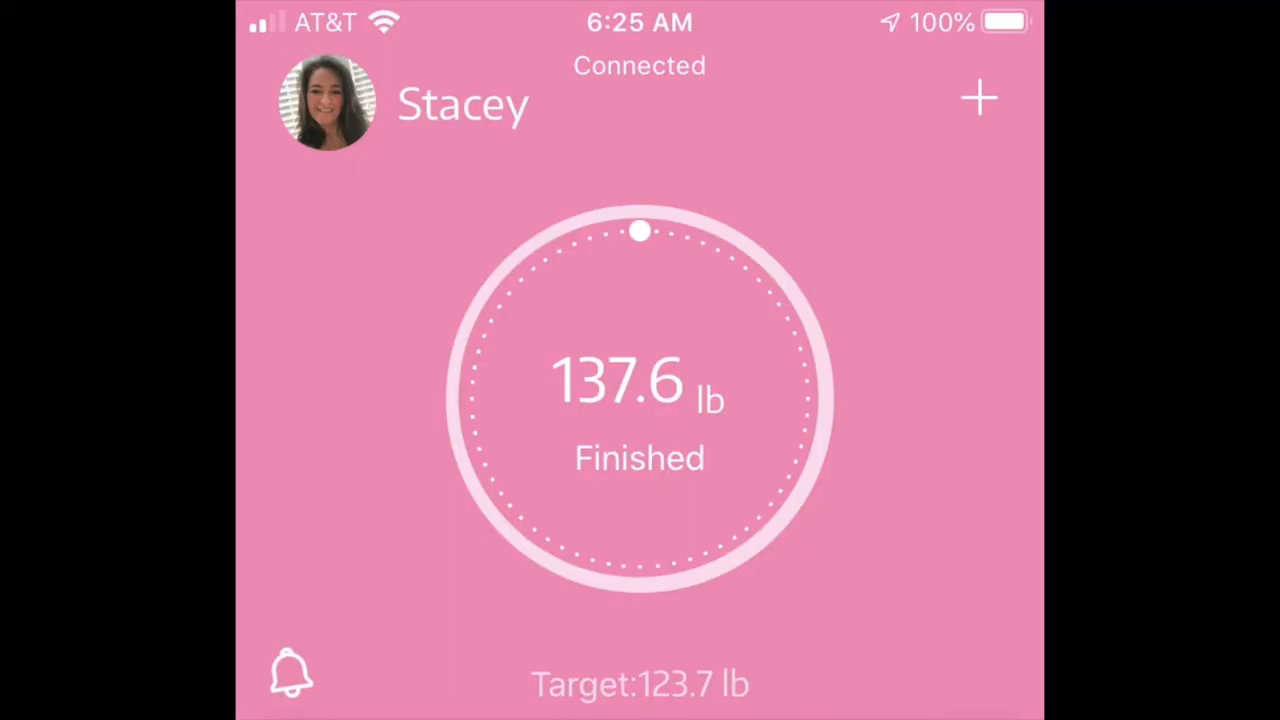 AT&T 6:25 AM 100%
Connected
Stacey
137.6 lb
Finished
Target:123.7 lb